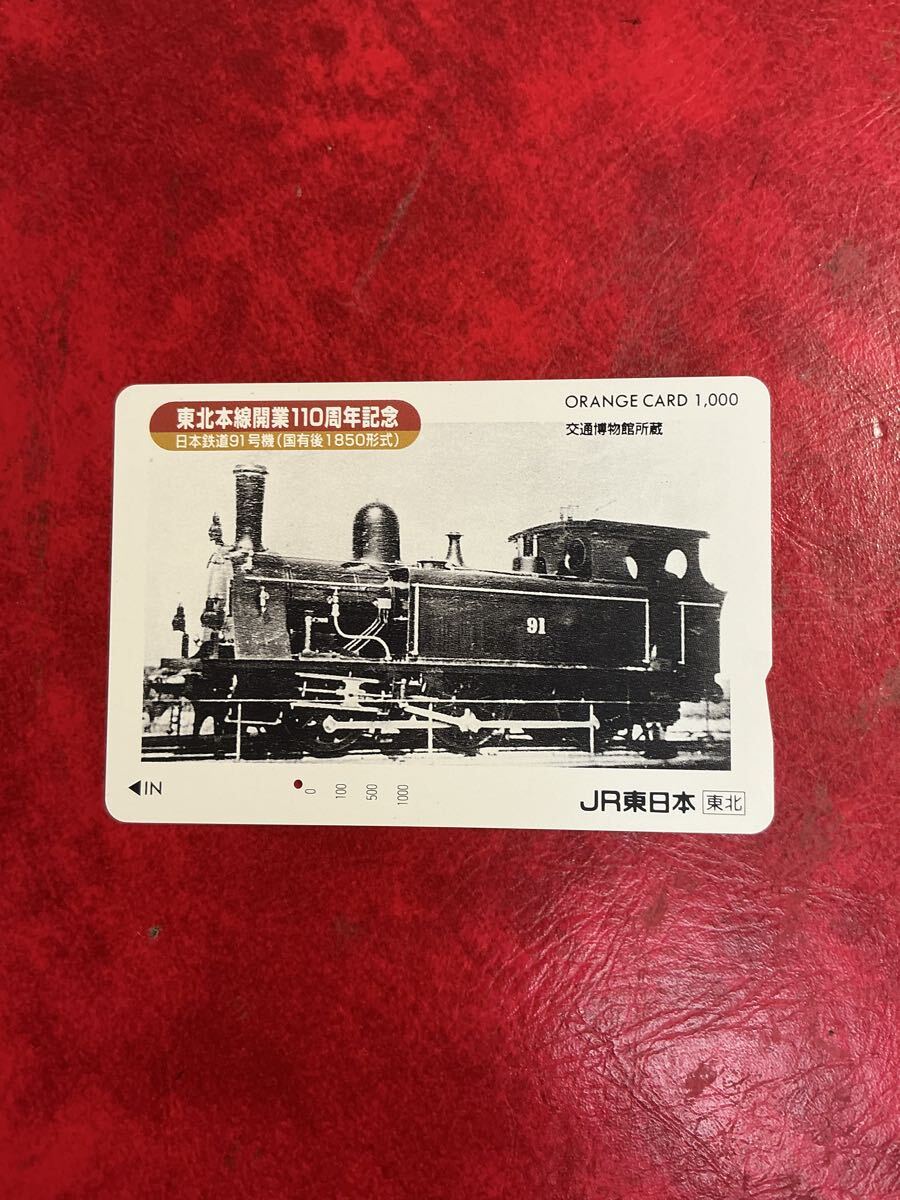 東北本線開業110周年記念
日本鉄道91号機(国有後1850形式)
ORANGE CARD 1,000
交通博物館所蔵
91
◀IN
0 100 500 1000
JR東日本 東北